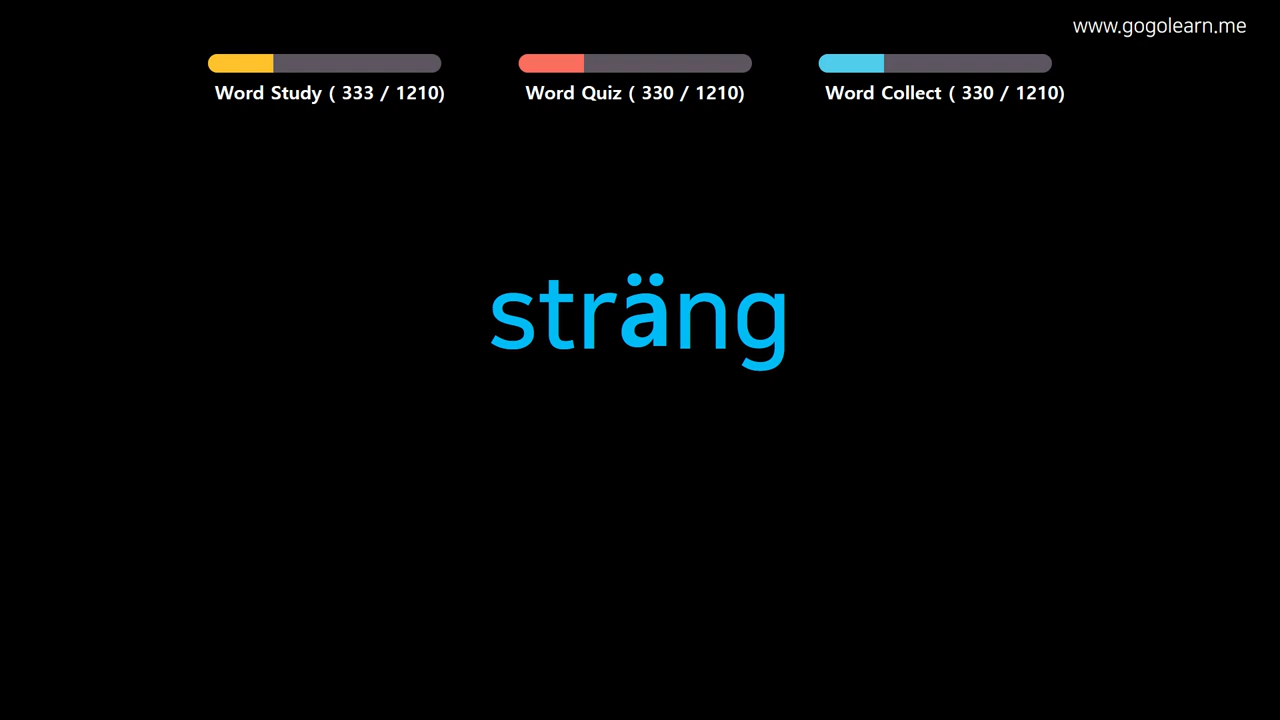 www.gogolearn.me
Word Study ( 333 / 1210)
Word Quiz ( 330 / 1210)
Word Collect ( 330 / 1210)
sträng